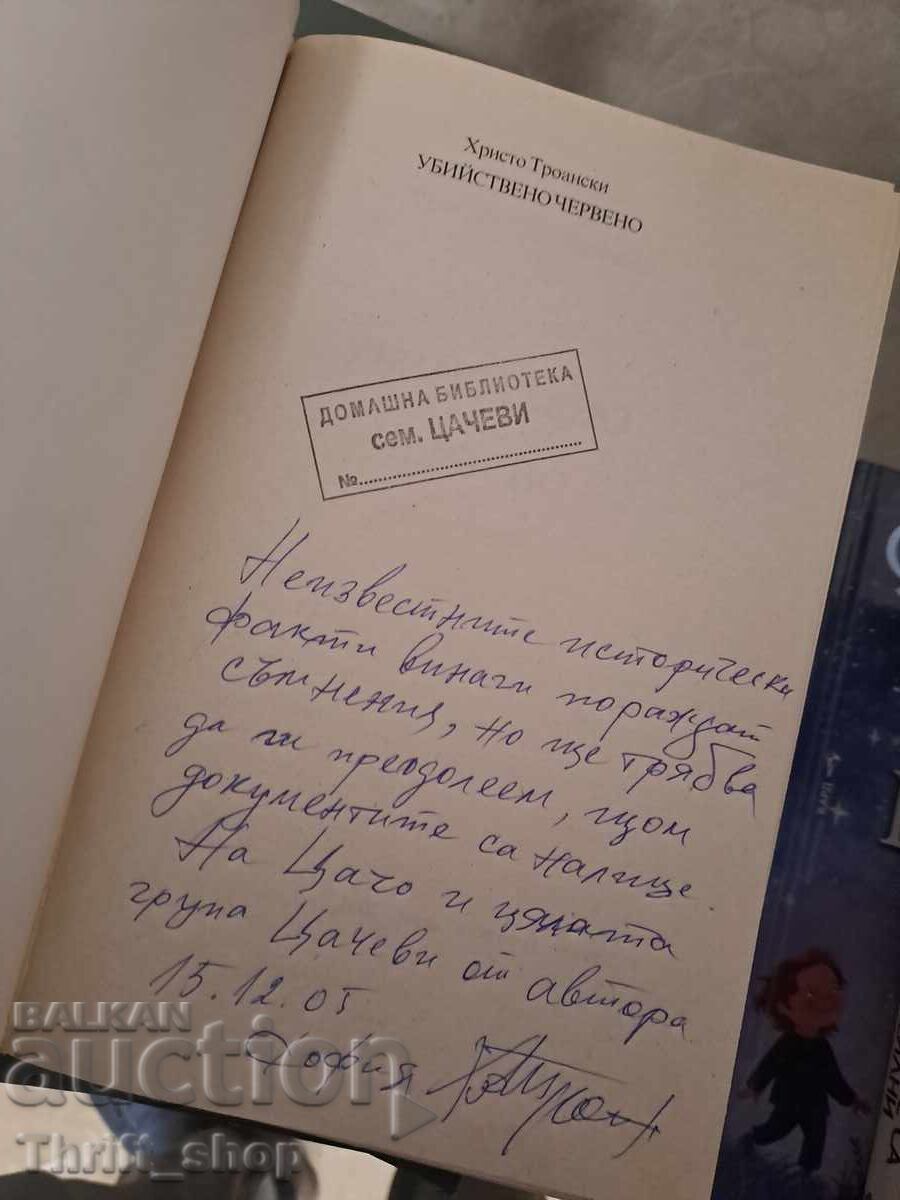 Христо Троански
УБИЙСТВЕНО ЧЕРВЕНО
ДОМАШНА БИБЛИОТЕКА
сем. ЦАЧЕВИ
№
Неизвестните исторически
факти винаги пораждат
съмнения, но ще трябва
да ги преодолеем, щом
документите са налице.
На Цачо и цялата
група Цачеви от автора
15.12.05
София
BALKAN
auction
Thrift_shop